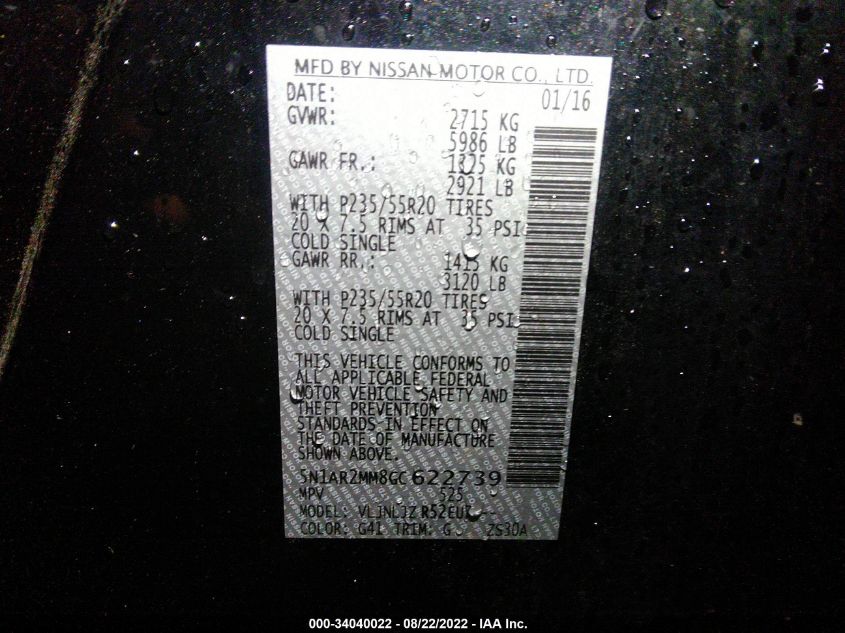 MFD BY NISSAN MOTOR CO., LTD.
DATE: 01/16
GVWR: 2715 KG
5986 LB
GAWR FR.: 1325 KG
2921 LB
WITH P235/55R20 TIRES
20 X 7.5 RIMS AT 35 PSI
COLD SINGLE
GAWR RR.: 1415 KG
3120 LB
WITH P235/55R20 TIRES
20 X 7.5 RIMS AT 35 PSI
COLD SINGLE
THIS VEHICLE CONFORMS TO
ALL APPLICABLE FEDERAL
MOTOR VEHICLE SAFETY AND
THEFT PREVENTION
STANDARDS IN EFFECT ON
THE DATE OF MANUFACTURE
SHOWN ABOVE.
5N1AR2MM8GC 622739
MPV 525
MODEL:
COLOR: G41 TRIM: G ZS30A
000-34040022 - 08/22/2022 - IAA Inc.